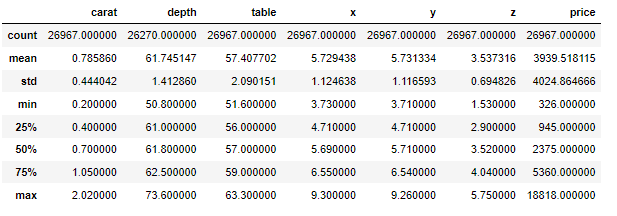 carat depth table x y z price
count 26967.000000 26270.000000 26967.000000 26967.000000 26967.000000 26967.000000 26967.000000
mean 0.785860 61.745147 57.407702 5.729438 5.731334 3.537316 3939.518115
std 0.444042 1.412860 2.090151 1.124638 1.116593 0.694826 4024.864666
min 0.200000 50.800000 51.600000 3.730000 3.710000 1.530000 326.000000
25% 0.400000 61.000000 56.000000 4.710000 4.710000 2.900000 945.000000
50% 0.700000 61.800000 57.000000 5.690000 5.710000 3.520000 2375.000000
75% 1.050000 62.500000 59.000000 6.550000 6.540000 4.040000 5360.000000
max 2.020000 73.600000 63.300000 9.300000 9.260000 5.750000 18818.000000